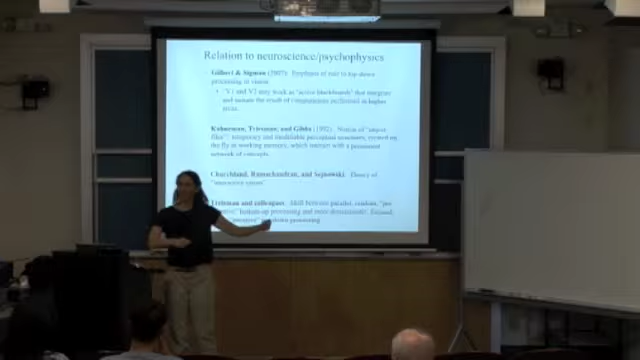 Relation to neuroscience/psychophysics
Gilbert & Sigman (2007): Emphasis of role to top-down
processing in vision.
• "V1 and V2 may work as "active blackboards" that integrate
and sustain the result of computations performed in higher
areas.
Kahneman, Treisman, and Gibbs (1992): Notion of "object
files": temporary and modifiable perceptual structures, created on
the fly in working memory, which interact with a permanent
network of concepts.
Churchland, Ramachandran, and Sejnowski: Theory of
"interactive vision"
Treisman and colleagues: Shift between parallel, random,
bottom-up processing and more deterministic, focused,
processing